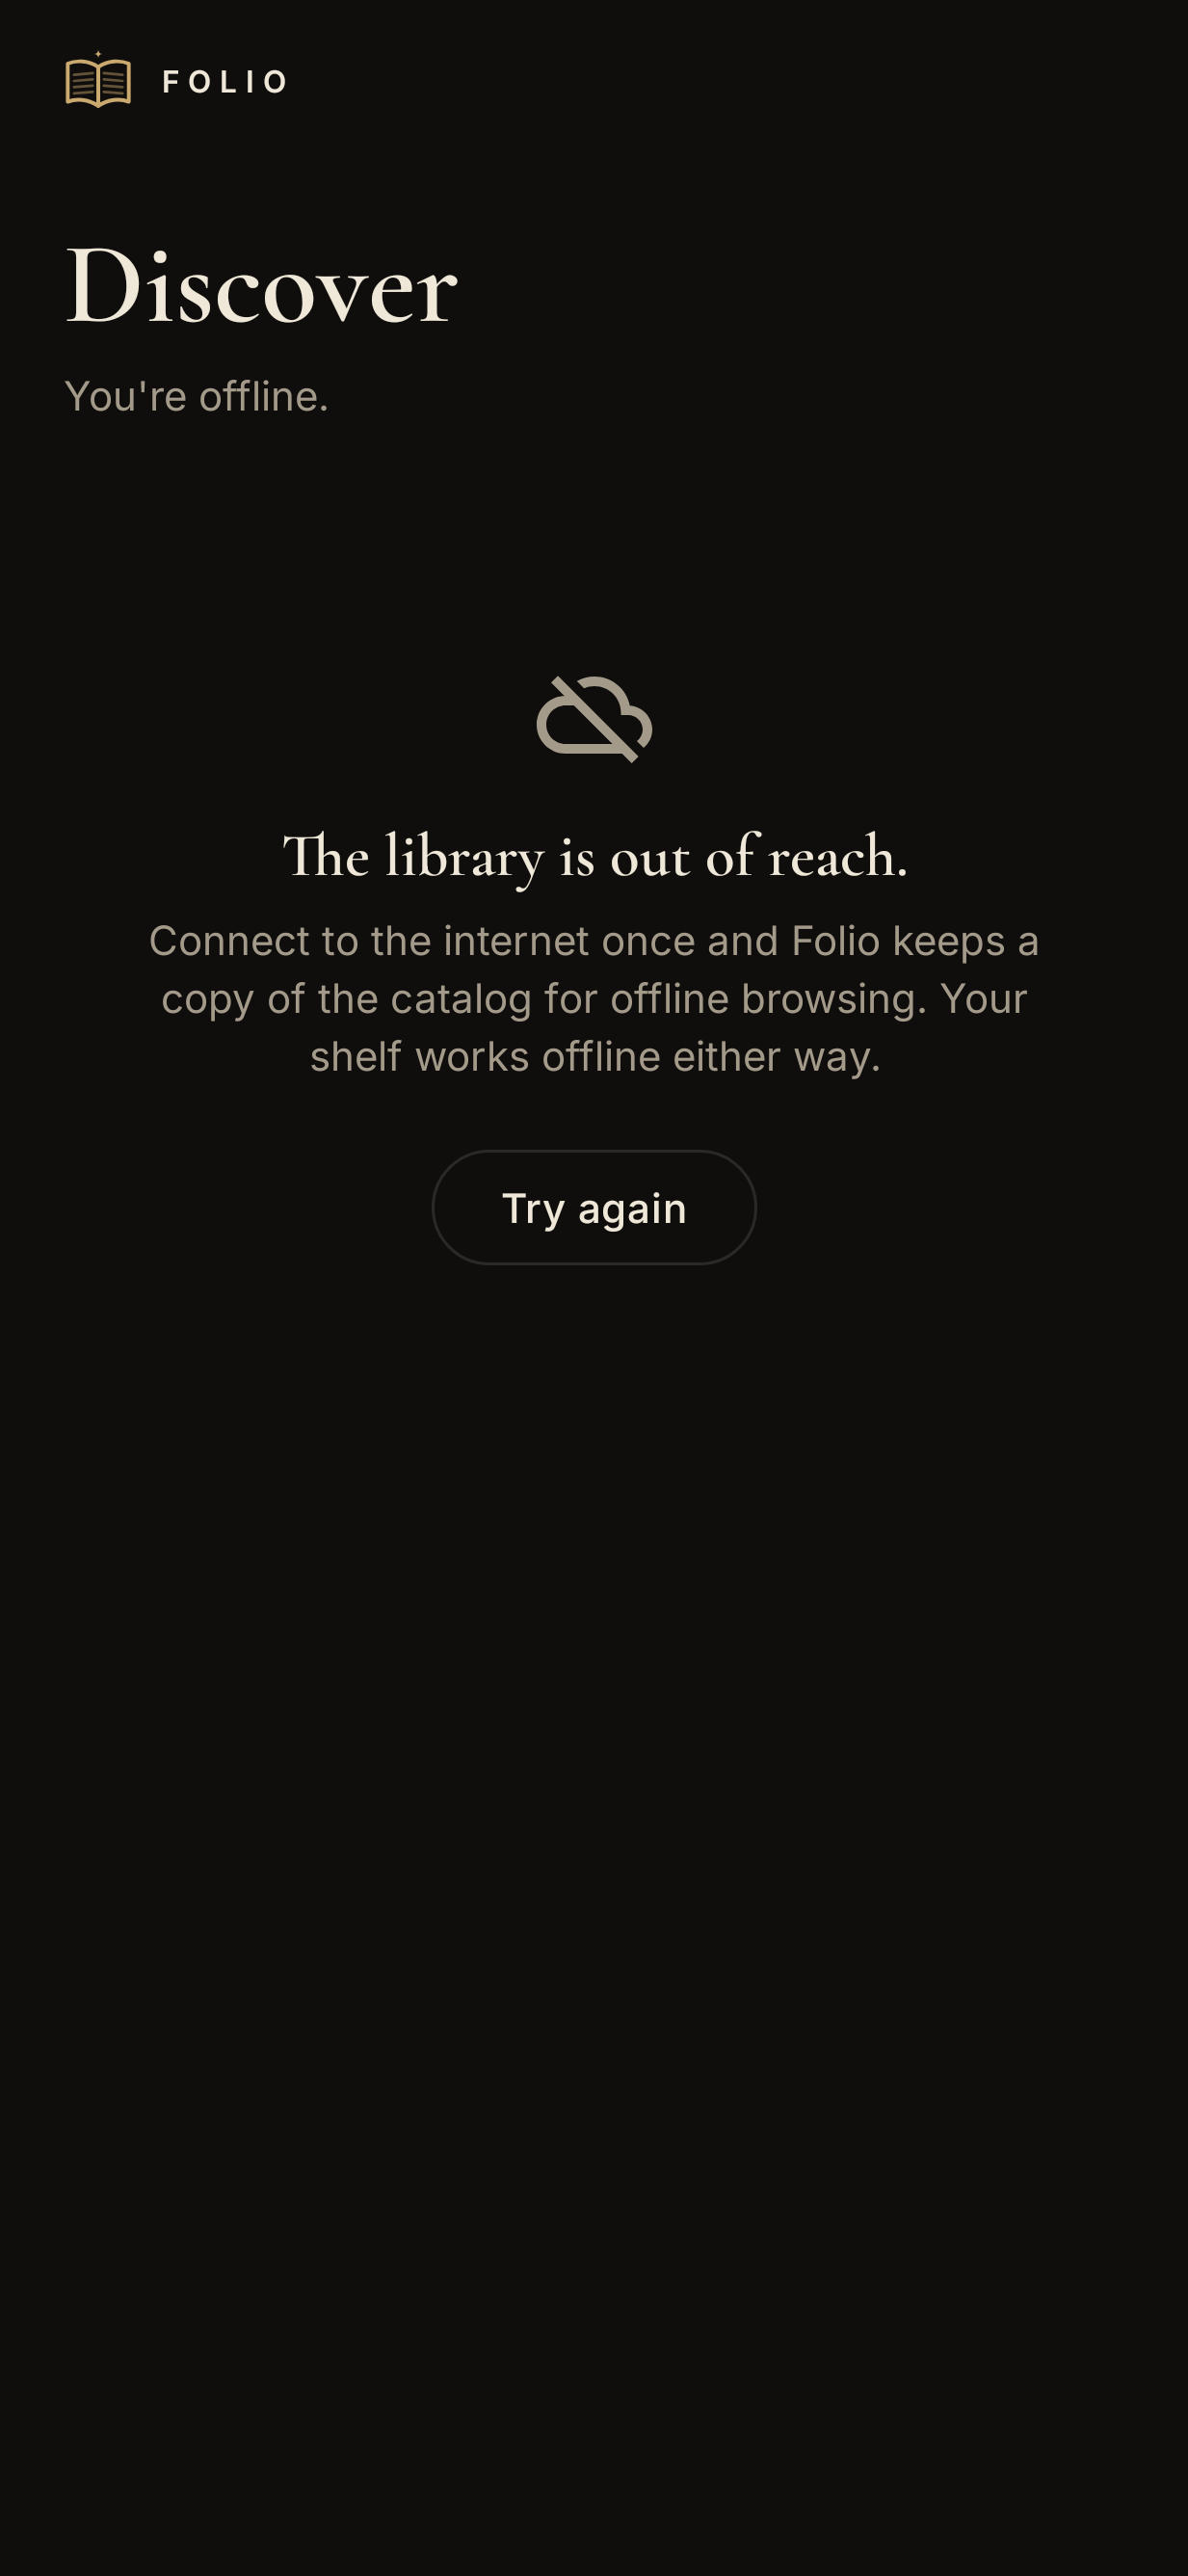 FOLIO
Discover
You're offline.
The library is out of reach.
Connect to the internet once and Folio keeps a
copy of the catalog for offline browsing. Your
shelf works offline either way.
Try again